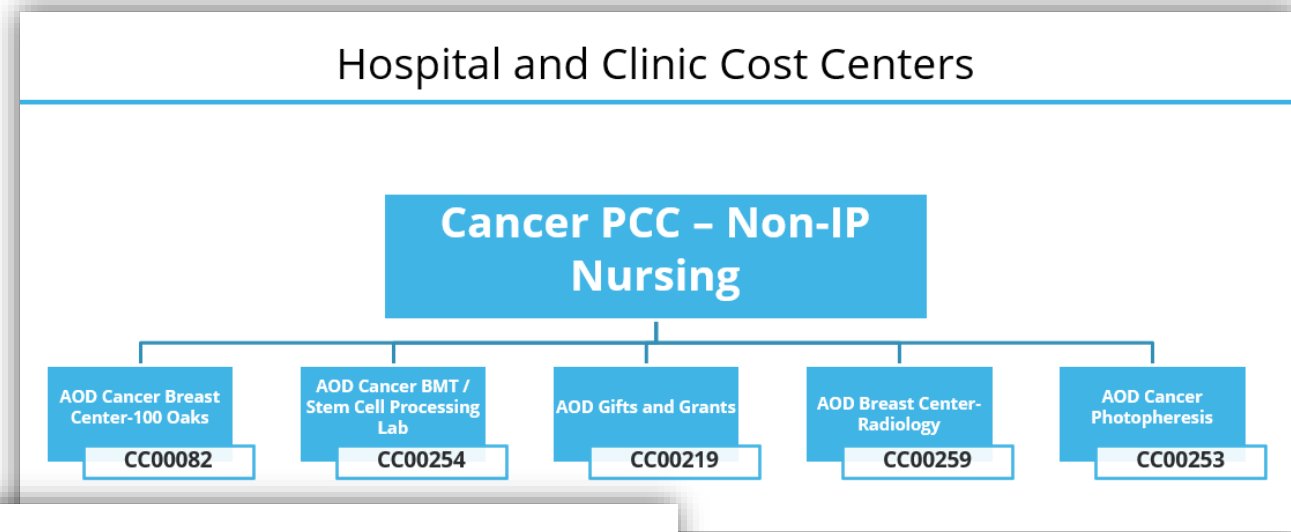 Hospital and Clinic Cost Centers
Cancer PCC – Non-IP
Nursing
AOD Cancer Breast
Center-100 Oaks
CC00082
AOD Cancer BMT /
Stem Cell Processing
Lab
CC00254
AOD Gifts and Grants
CC00219
AOD Breast Center-
Radiology
CC00259
AOD Cancer
Photopheresis
CC00253